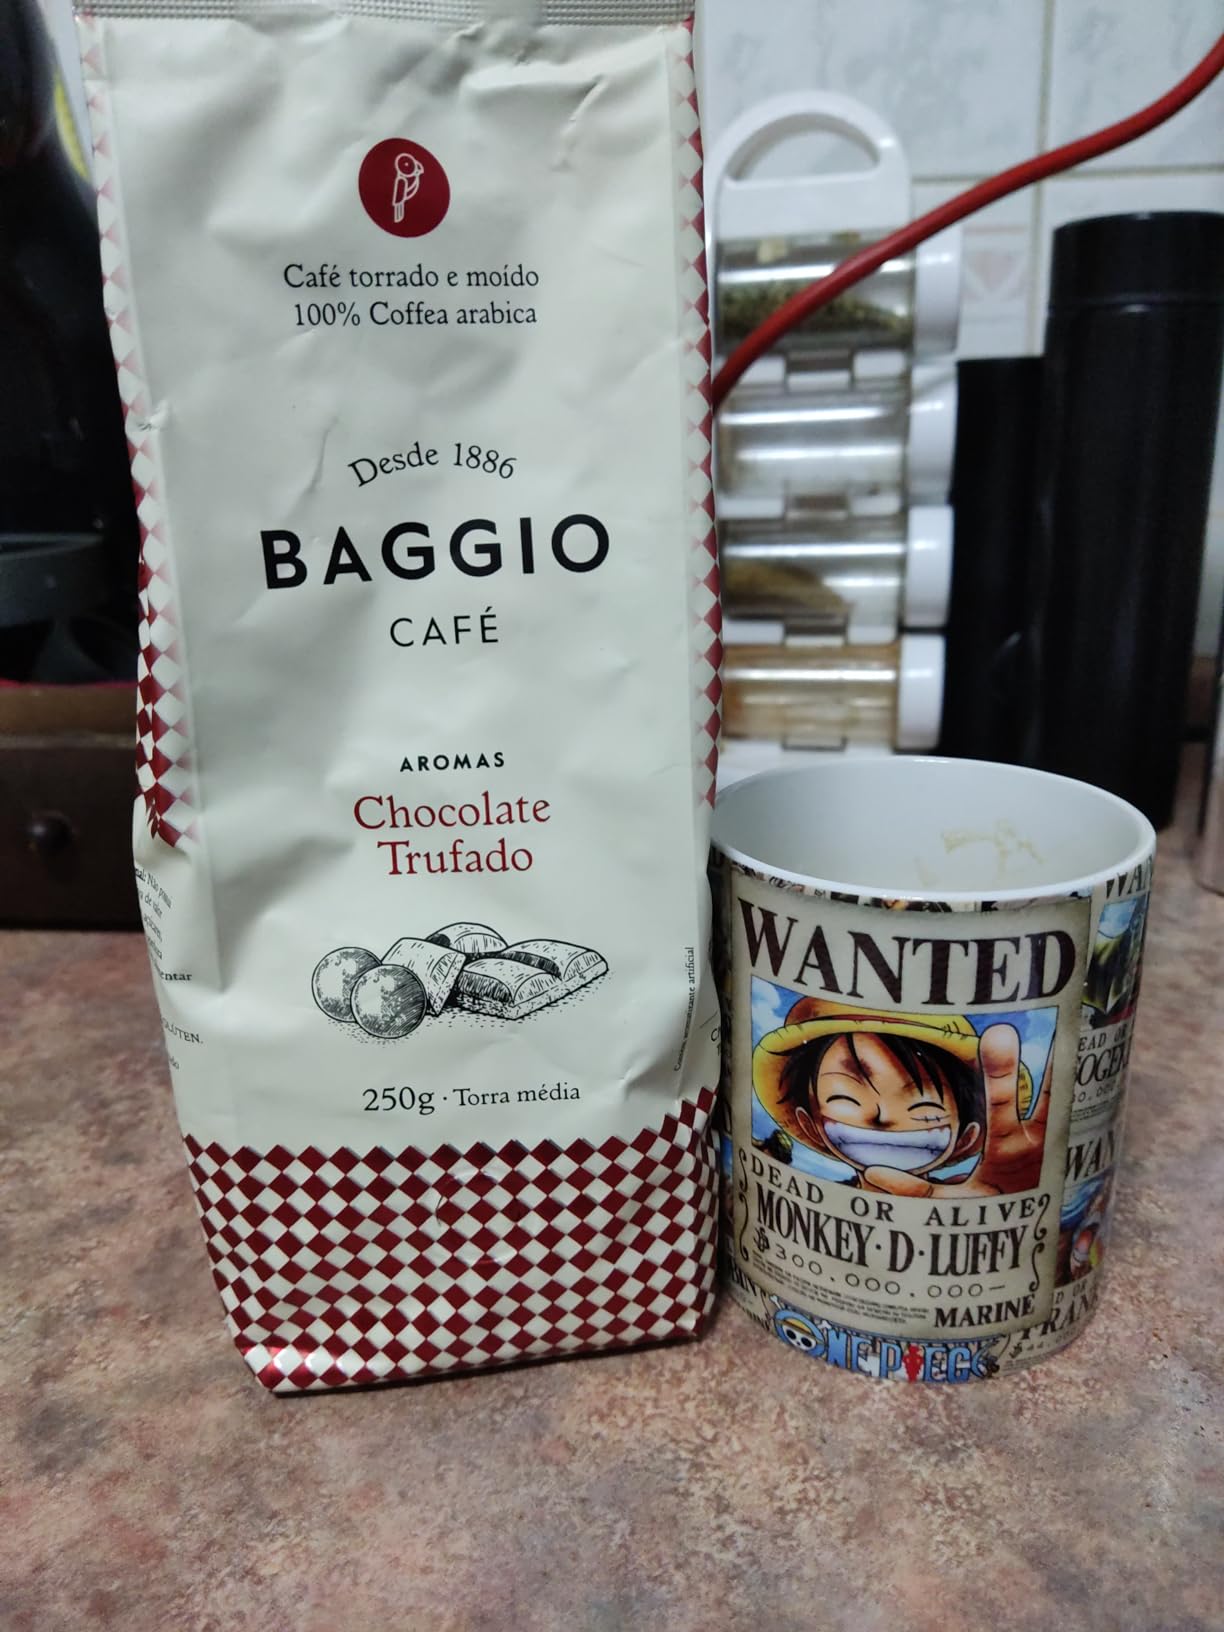 Café torrado e moído
100% Coffea arabica
Desde 1886
BAGGIO
CAFÉ
AROMAS
Chocolate
Trufado
250g · Torra média
WANTED
DEAD OR ALIVE
MONKEY·D·LUFFY
300.000.000-
MARINE
ONE PIECE